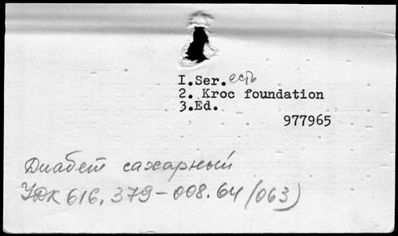 I.Ser. есть
2. Kroc foundation
3.Ed.
977965
Диабет сахарный
УДК 616.379-008.64 (063)